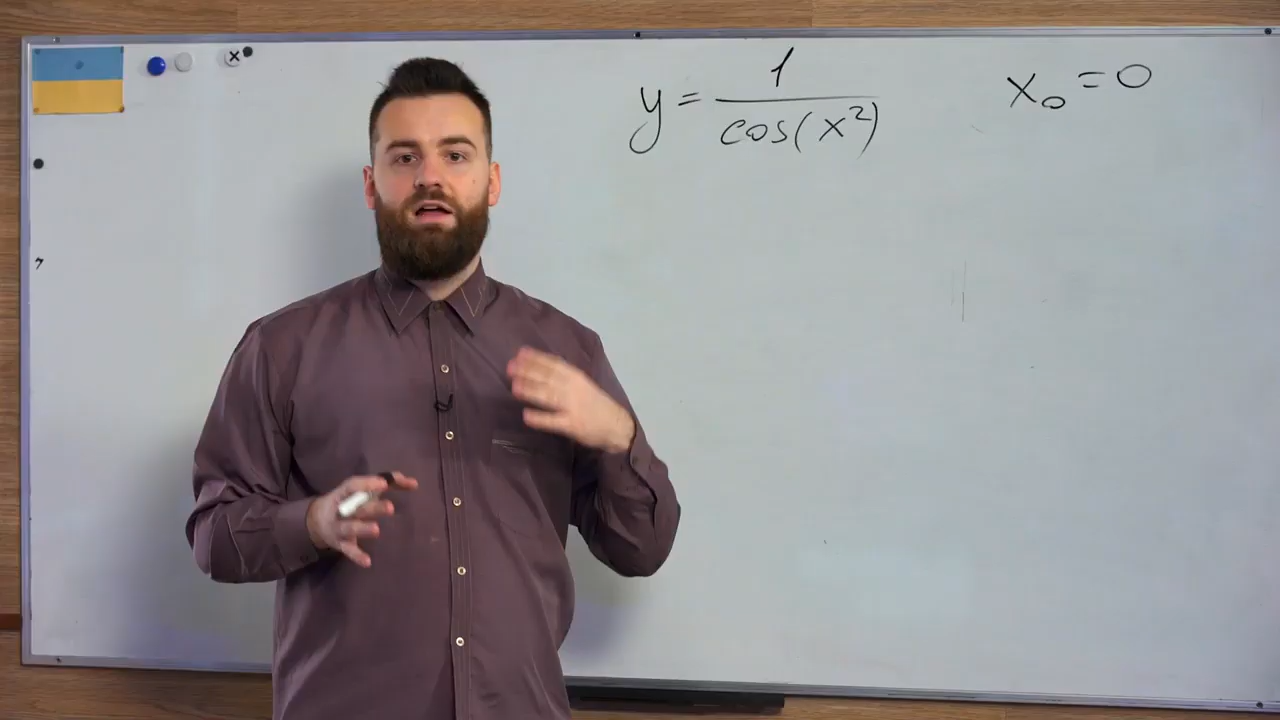 y = 1 / cos(x²)
x₀ = 0